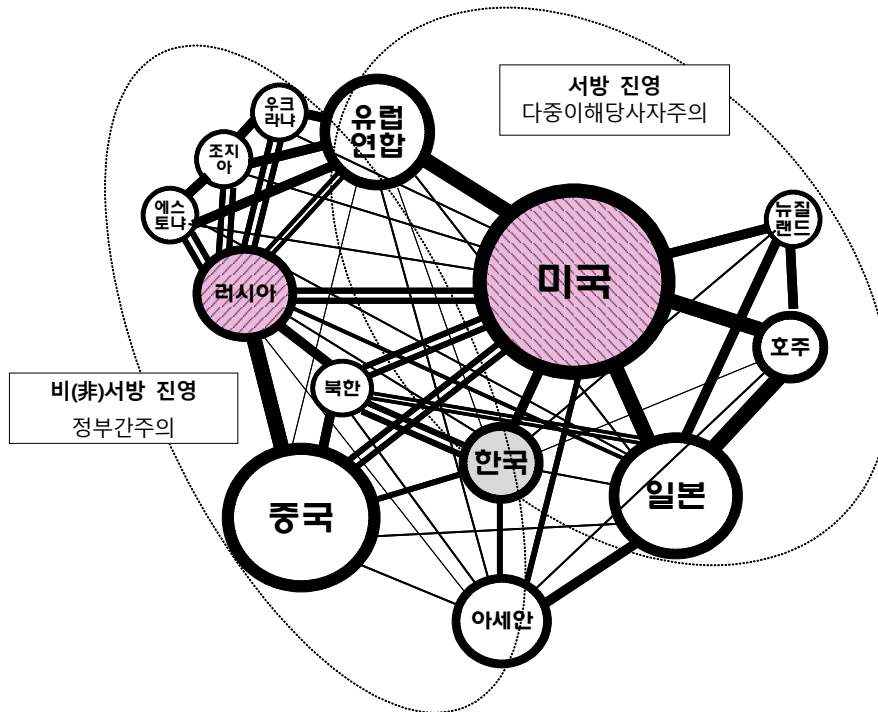 서방 진영
다중이해당사자주의
우크
라냐
유럽
연합
조지
아
에스
토냐
뉴질
랜드
미국
러시아
호주
비(非)서방 진영
정부간주의
북한
한국
일본
중국
아세안